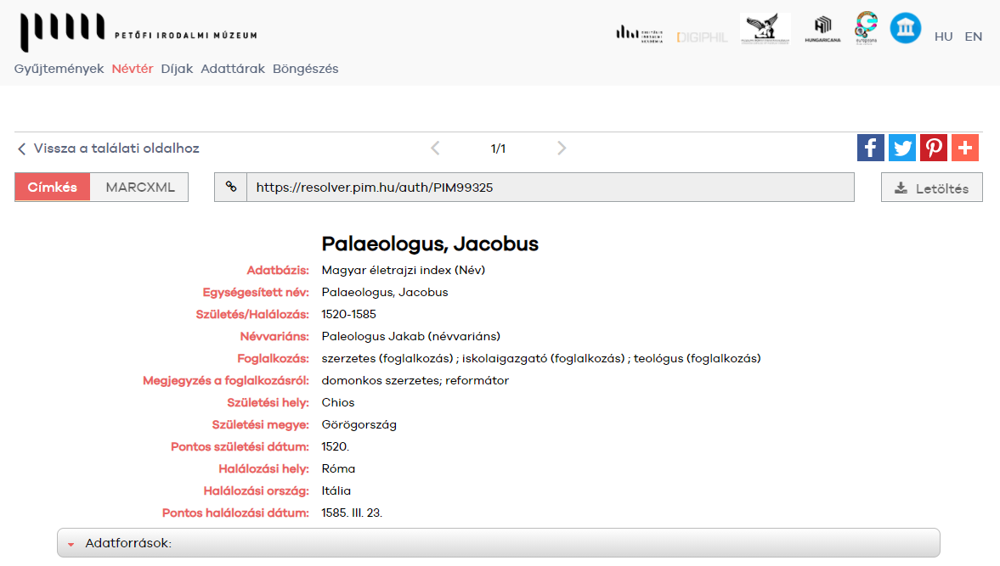 PETŐFI IRODALMI MÚZEUM
DIGIPHIL
HUNGARICANA
europeana
HU EN
Gyűjtemények Névtér Díjak Adattárak Böngészés
Vissza a találati oldalhoz
1/1
Címkés MARCXML
https://resolver.pim.hu/auth/PIM99325
Letöltés
Palaeologus, Jacobus
Adatbázis: Magyar életrajzi index (Név)
Egységesített név: Palaeologus, Jacobus
Születés/Halálozás: 1520-1585
Névvariáns: Paleologus Jakab (névvariáns)
Foglalkozás: szerzetes (foglalkozás) ; iskolaigazgató (foglalkozás) ; teológus (foglalkozás)
Megjegyzés a foglalkozásról: domonkos szerzetes; reformátor
Születési hely: Chios
Születési megye: Görögország
Pontos születési dátum: 1520.
Halálozási hely: Róma
Halálozási ország: Itália
Pontos halálozási dátum: 1585. III. 23.
Adatforrások: